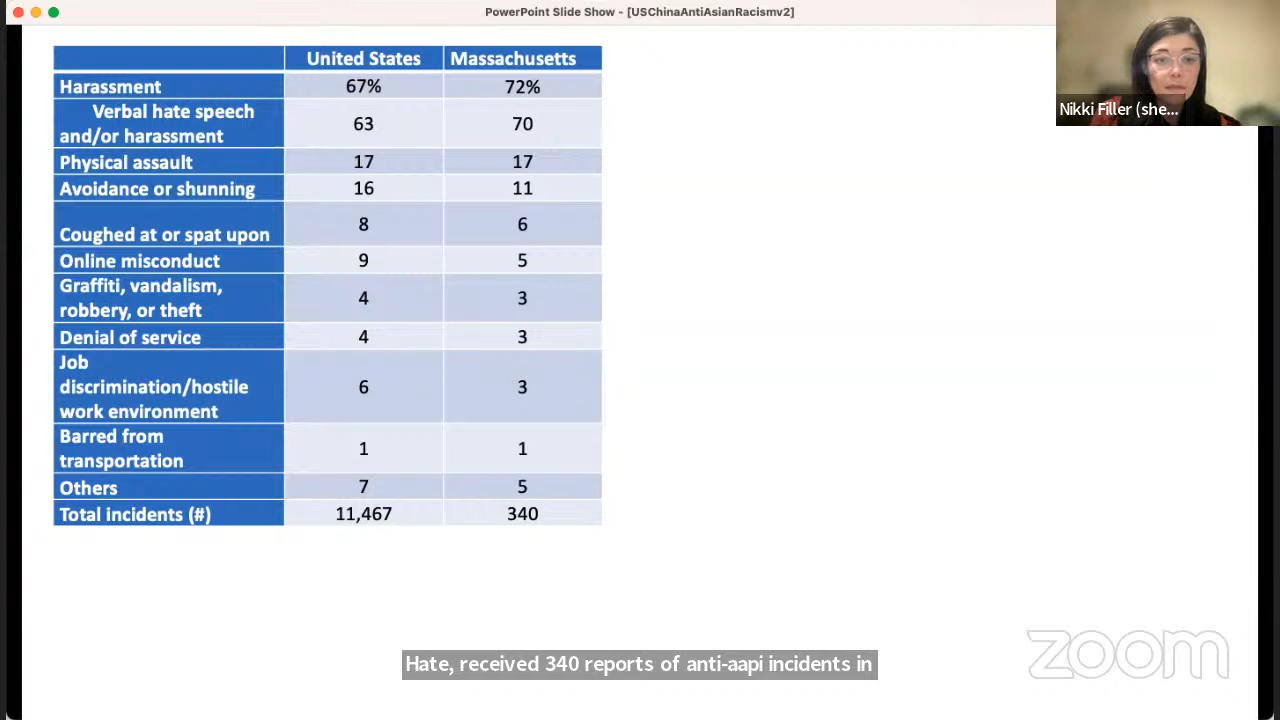 PowerPoint Slide Show - [USChinaAntiAsianRacismv2]
United States Massachusetts
Harassment 67% 72%
Verbal hate speech
and/or harassment 63 70
Physical assault 17 17
Avoidance or shunning 16 11
Coughed at or spat upon 8 6
Online misconduct 9 5
Graffiti, vandalism,
robbery, or theft 4 3
Denial of service 4 3
Job
discrimination/hostile 6 3
work environment
Barred from
transportation 1 1
Others 7 5
Total incidents (#) 11,467 340
Nikki Filler (she...
Hate, received 340 reports of anti-aapi incidents in
zoom